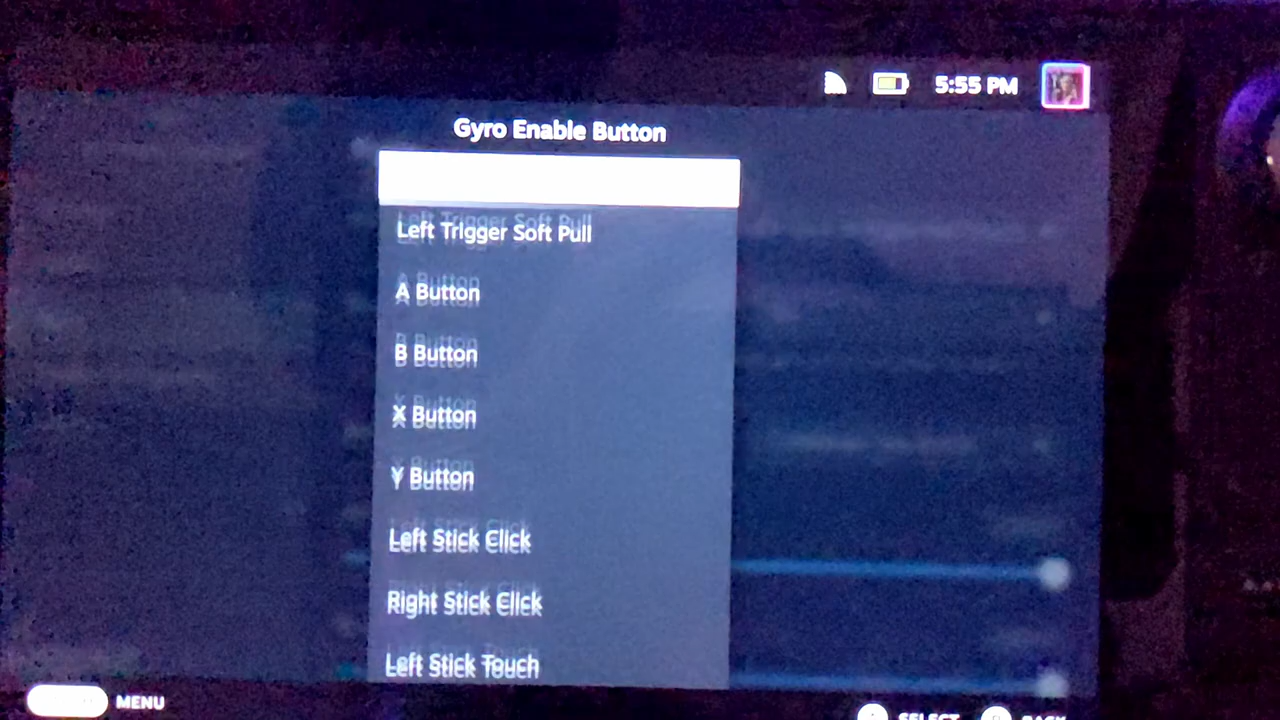 5:55 PM
Gyro Enable Button
Left Trigger Soft Pull
A Button
B Button
X Button
Y Button
Left Stick Click
Right Stick Click
Left Stick Touch
MENU
SELECT
BACK